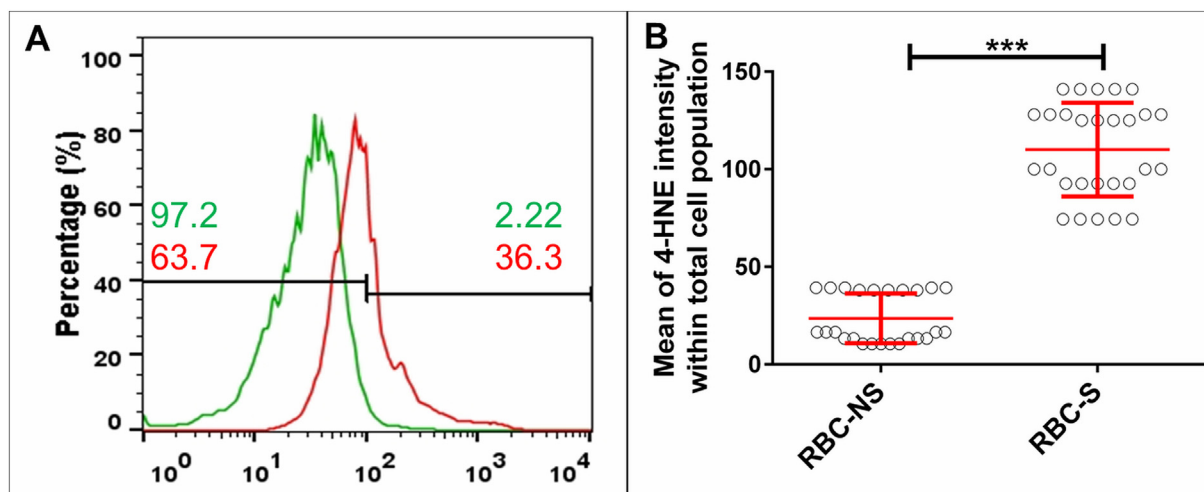 A
Percentage (%)
100
80
60
40
20
0
97.2
63.7
2.22
36.3
10⁰ 10¹ 10² 10³ 10⁴
B
***
Mean of 4-HNE intensity
within total cell population
150
100
50
0
RBC-NS
RBC-S